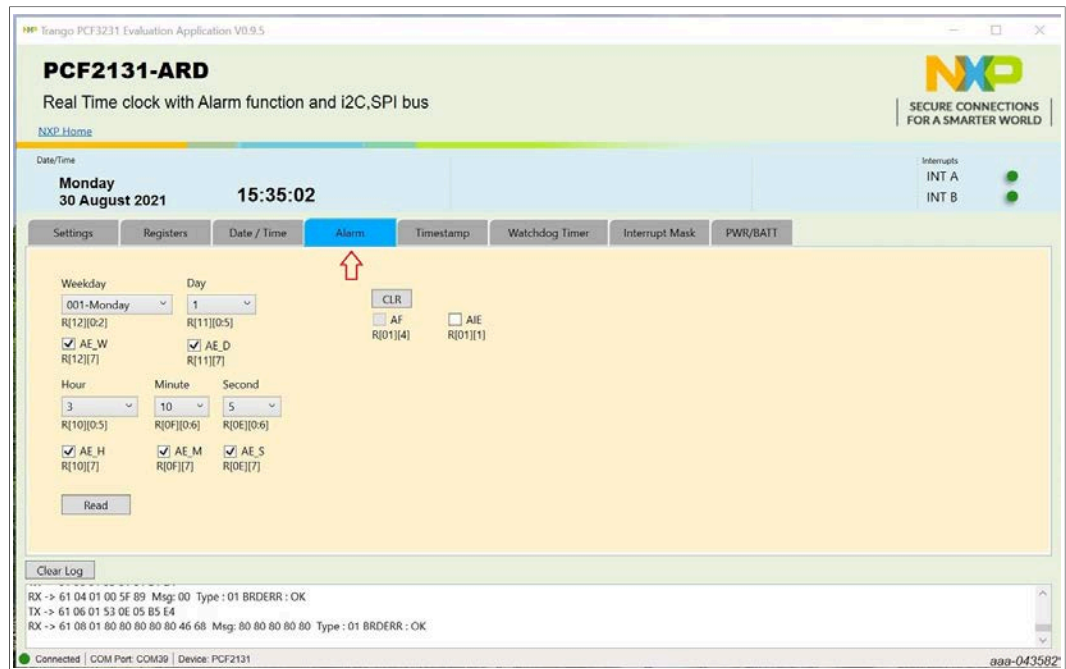 NXP Trango PCF3231 Evaluation Application V0.9.5
PCF2131-ARD
Real Time clock with Alarm function and i2C,SPI bus
NXP Home
NXP
SECURE CONNECTIONS
FOR A SMARTER WORLD
Date/Time
Monday
30 August 2021
15:35:02
Interrupts
INT A
INT B
Settings Registers Date / Time Alarm Timestamp Watchdog Timer Interrupt Mask PWR/BATT
Weekday Day
001-Monday 1
R[12][0:2] R[11][0:5]
AE_W AE_D
R[12][7] R[11][7]
CLR
AF AIE
R[01][4] R[01][1]
Hour Minute Second
3 10 5
R[10][0:5] R[0F][0:6] R[0E][0:6]
AE_H AE_M AE_S
R[10][7] R[0F][7] R[0E][7]
Read
Clear Log
RX -> 61 04 01 00 5F 89 Msg: 00 Type : 01 BRDERR : OK
TX -> 61 06 01 53 0E 05 B5 E4
RX -> 61 08 01 80 80 80 80 80 46 68 Msg: 80 80 80 80 80 Type : 01 BRDERR : OK
Connected COM Port: COM39 Device: PCF2131
aaa-043582